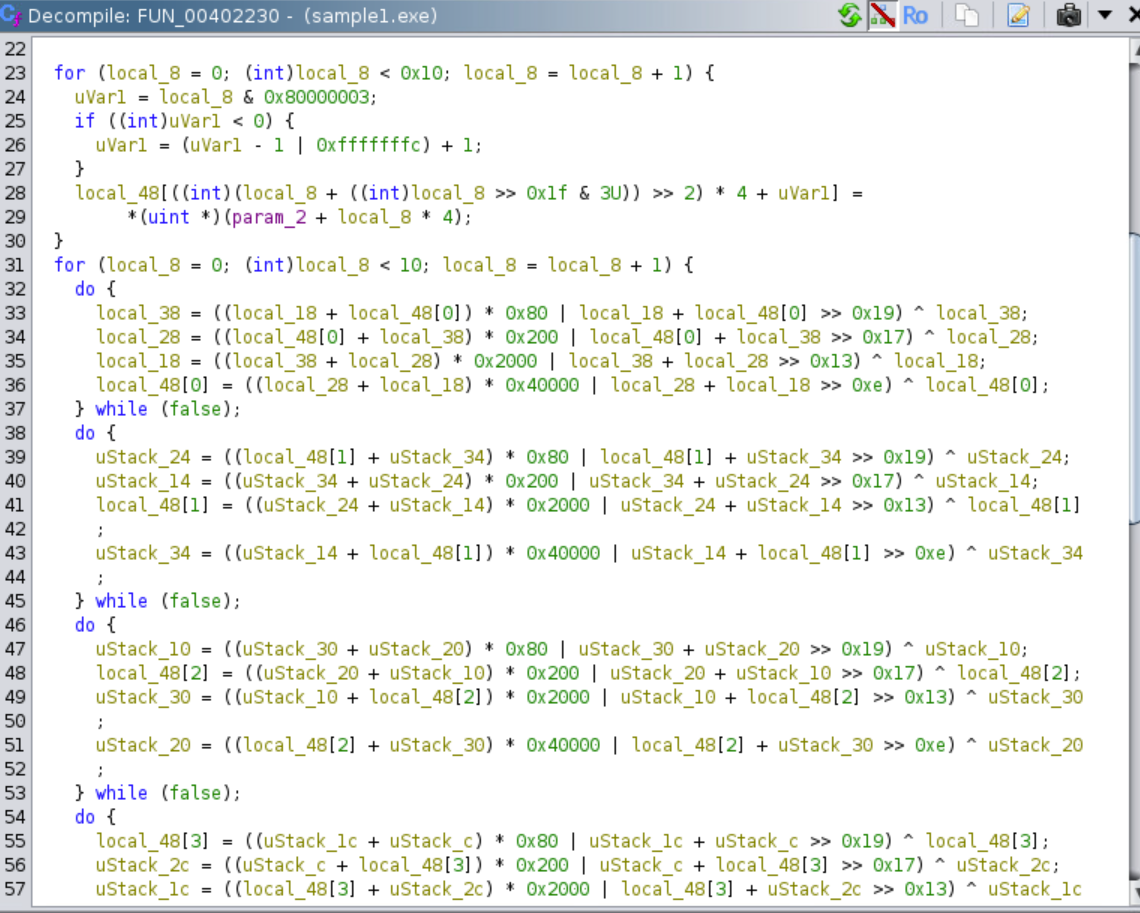 Decompile: FUN_00402230 - (sample1.exe)
Ro
22
23 for (local_8 = 0; (int)local_8 < 0x10; local_8 = local_8 + 1) {
24 uVar1 = local_8 & 0x80000003;
25 if ((int)uVar1 < 0) {
26 uVar1 = (uVar1 - 1 | 0xfffffffc) + 1;
27 }
28 local_48[((int)(local_8 + ((int)local_8 >> 0x1f & 3U)) >> 2) * 4 + uVar1] =
29 *(uint *)(param_2 + local_8 * 4);
30 }
31 for (local_8 = 0; (int)local_8 < 10; local_8 = local_8 + 1) {
32 do {
33 local_38 = ((local_18 + local_48[0]) * 0x80 | local_18 + local_48[0] >> 0x19) ^ local_38;
34 local_28 = ((local_48[0] + local_38) * 0x200 | local_48[0] + local_38 >> 0x17) ^ local_28;
35 local_18 = ((local_38 + local_28) * 0x2000 | local_38 + local_28 >> 0x13) ^ local_18;
36 local_48[0] = ((local_28 + local_18) * 0x40000 | local_28 + local_18 >> 0xe) ^ local_48[0];
37 } while (false);
38 do {
39 uStack_24 = ((local_48[1] + uStack_34) * 0x80 | local_48[1] + uStack_34 >> 0x19) ^ uStack_24;
40 uStack_14 = ((uStack_34 + uStack_24) * 0x200 | uStack_34 + uStack_24 >> 0x17) ^ uStack_14;
41 local_48[1] = ((uStack_24 + uStack_14) * 0x2000 | uStack_24 + uStack_14 >> 0x13) ^ local_48[1]
42 ;
43 uStack_34 = ((uStack_14 + local_48[1]) * 0x40000 | uStack_14 + local_48[1] >> 0xe) ^ uStack_34
44 ;
45 } while (false);
46 do {
47 uStack_10 = ((uStack_30 + uStack_20) * 0x80 | uStack_30 + uStack_20 >> 0x19) ^ uStack_10;
48 local_48[2] = ((uStack_20 + uStack_10) * 0x200 | uStack_20 + uStack_10 >> 0x17) ^ local_48[2];
49 uStack_30 = ((uStack_10 + local_48[2]) * 0x2000 | uStack_10 + local_48[2] >> 0x13) ^ uStack_30
50 ;
51 uStack_20 = ((local_48[2] + uStack_30) * 0x40000 | local_48[2] + uStack_30 >> 0xe) ^ uStack_20
52 ;
53 } while (false);
54 do {
55 local_48[3] = ((uStack_1c + uStack_c) * 0x80 | uStack_1c + uStack_c >> 0x19) ^ local_48[3];
56 uStack_2c = ((uStack_c + local_48[3]) * 0x200 | uStack_c + local_48[3] >> 0x17) ^ uStack_2c;
57 uStack_1c = ((local_48[3] + uStack_2c) * 0x2000 | local_48[3] + uStack_2c >> 0x13) ^ uStack_1c